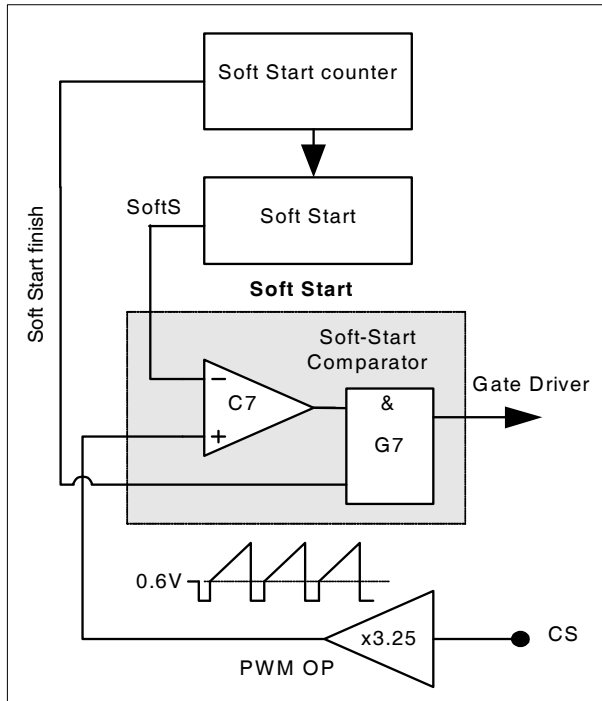 Soft Start counter
SoftS
Soft Start
Soft Start finish
Soft Start
Soft-Start
Comparator
Gate Driver
−
C7
+
&
G7
0.6V
x3.25
CS
PWM OP